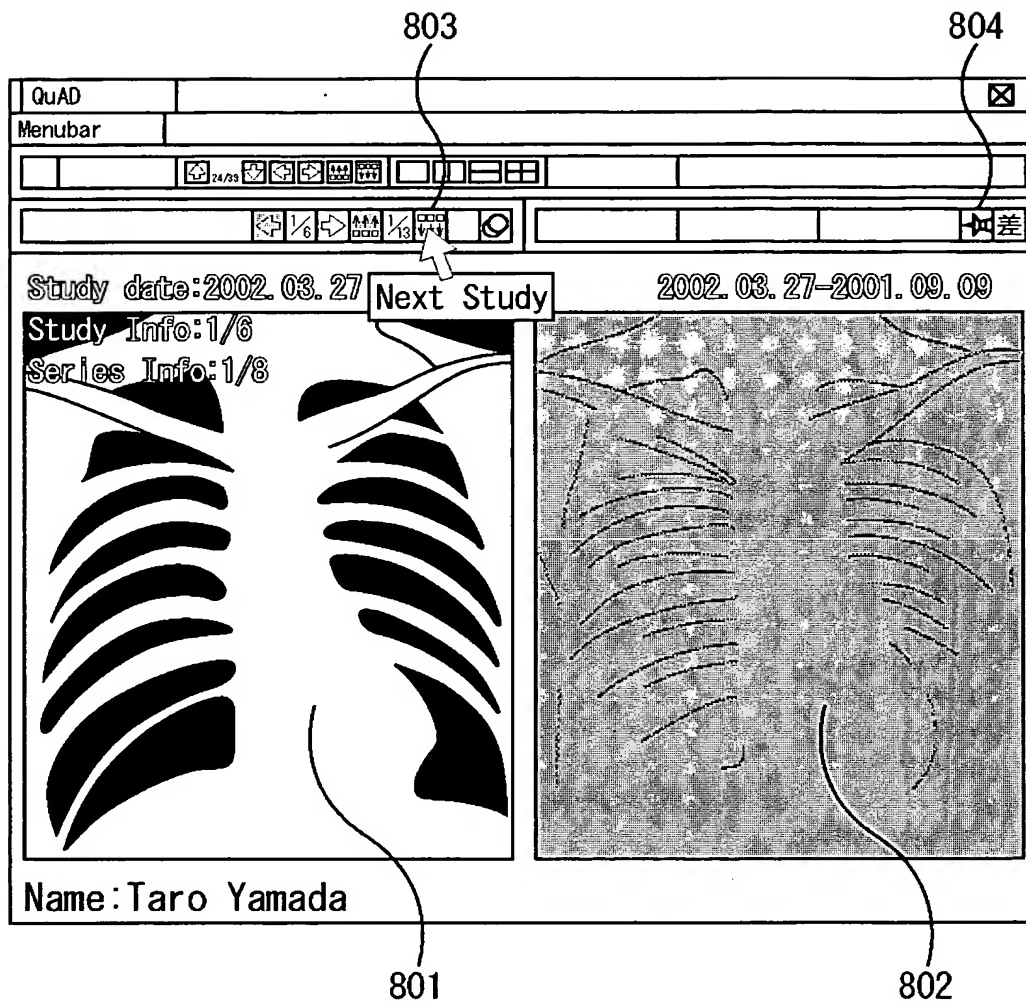 803
804
QuAD
Menubar
24/33
1/6
1/13
差
Next Study
Study date:2002. 03. 27
2002. 03. 27-2001. 09. 09
Study Info:1/6
Series Info:1/8
Name:Taro Yamada
801
802